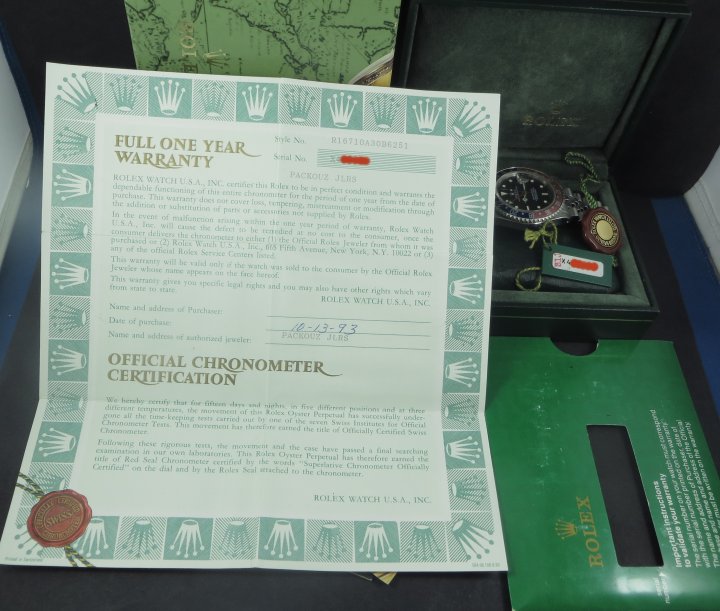 FULL ONE YEAR
WARRANTY
Style No. R16710A30B6251
Serial No. X
PACKOUZ JLRS
ROLEX WATCH U.S.A., INC. certifies this Rolex to be in perfect condition and warrants the
dependable functioning of this entire chronometer for the period of one year from the date of
purchase. This warranty does not cover loss, tampering, mistreatment or modification through
the addition or substitution of parts or accessories not supplied by Rolex.
In the event of malfunction arising within one year period of warranty, Rolex Watch
U.S.A., Inc. will cause the defect to be remedied at no cost to the consumer, once the
consumer delivers the chronometer to either (1) the Official Rolex Jeweler from whom it was
purchased or (2) Rolex Watch U.S.A., Inc., 665 Fifth Avenue, New York, N.Y. 10022 or (3)
any of the official Rolex Service Centers listed.
This warranty will be valid only if the watch was sold to the consumer by the Official Rolex
Jeweler whose name appears on the face hereof.
This warranty gives you specific legal rights and you may also have other rights which vary
from state to state.
ROLEX WATCH U.S.A., INC.
Name and address of Purchaser:
Date of purchase: 10-13-93
Name and address of authorized jeweler: PACKOUZ JLRS
OFFICIAL CHRONOMETER
CERTIFICATION
We hereby certify that for fifteen days and nights, in five different positions and at three
different temperatures, the movement of this Rolex Oyster Perpetual has successfully under-
gone all the time-keeping tests carried out by one of the seven Swiss Institutes for Official
Chronometer Tests. This movement has therefore earned the title of Officially Certified Swiss
Chronometer.
Following these rigorous tests, the movement and the case have passed a final searching
examination in our own laboratories. This Rolex Oyster Perpetual has therefore earned the
title of Red Seal Chronometer certified by the words "Superlative Chronometer Officially
Certified" on the dial and by the Rolex Seal attached to the chronometer.
ROLEX WATCH U.S.A., INC.
SWISS
ROLEX
ROLEX
Important instructions
to validate your